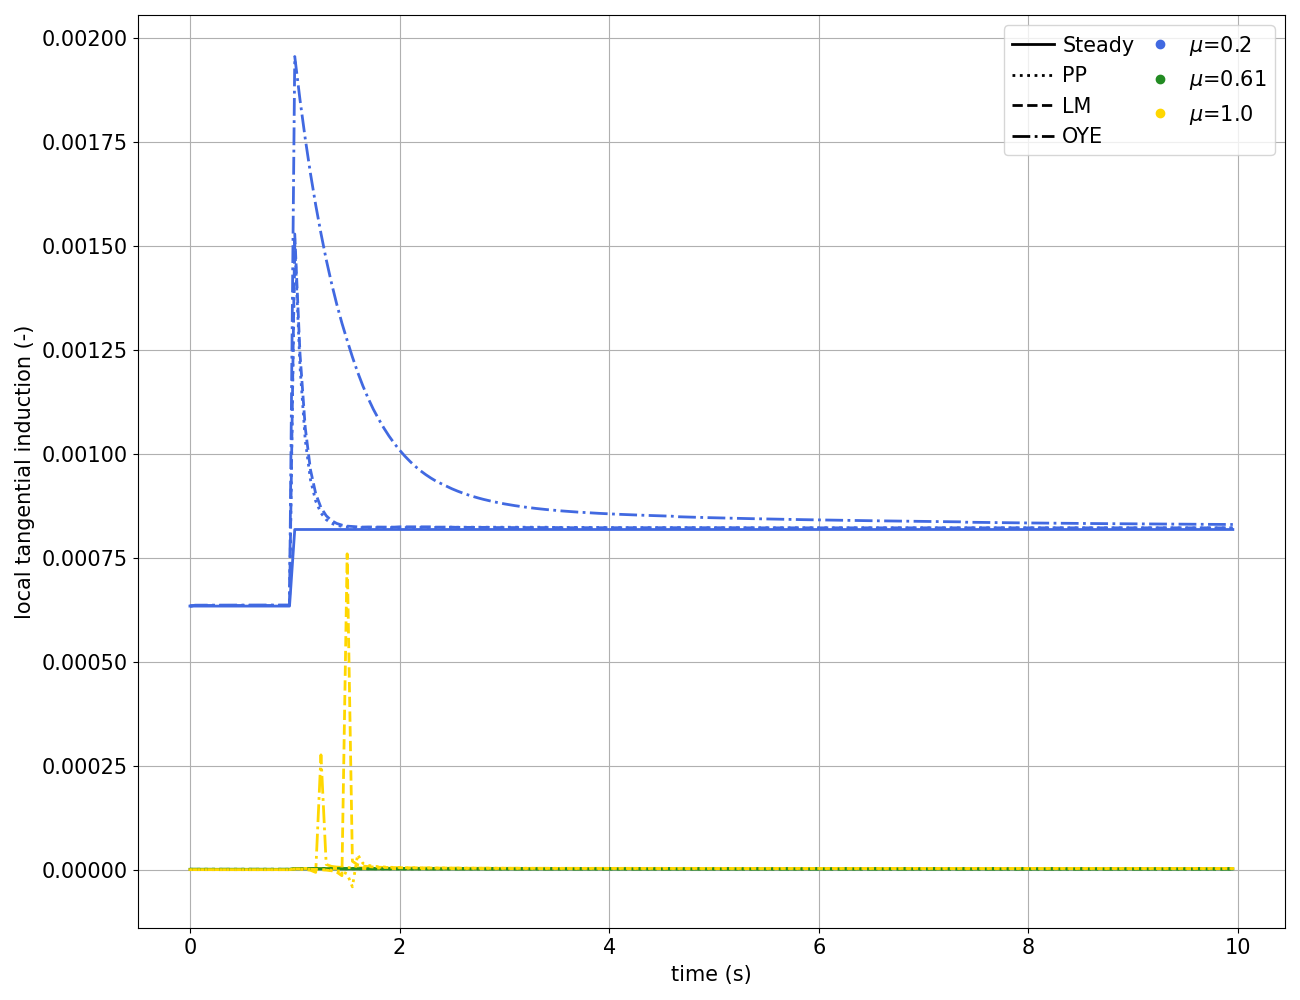 0.00200
0.00175
0.00150
0.00125
0.00100
0.00075
0.00050
0.00025
0.00000
local tangential induction (-)
0 2 4 6 8 10
time (s)
Steady
PP
LM
OYE
μ=0.2
μ=0.61
μ=1.0